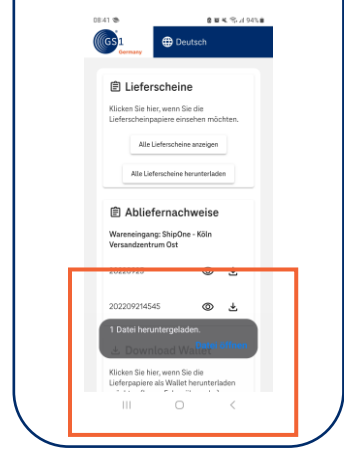 08:41
94%
GS1
Germany
Deutsch
Lieferscheine
Klicken Sie hier, wenn Sie die
Lieferscheinpapiere einsehen möchten.
Alle Lieferscheine anzeigen
Alle Lieferscheine herunterladen
Abliefernachweise
Wareneingang: ShipOne - Köln
Versandzentrum Ost
202209214545
1 Datei heruntergeladen.
Download Wallet
Klicken Sie hier, wenn Sie die
Lieferpapiere als Wallet herunterladen